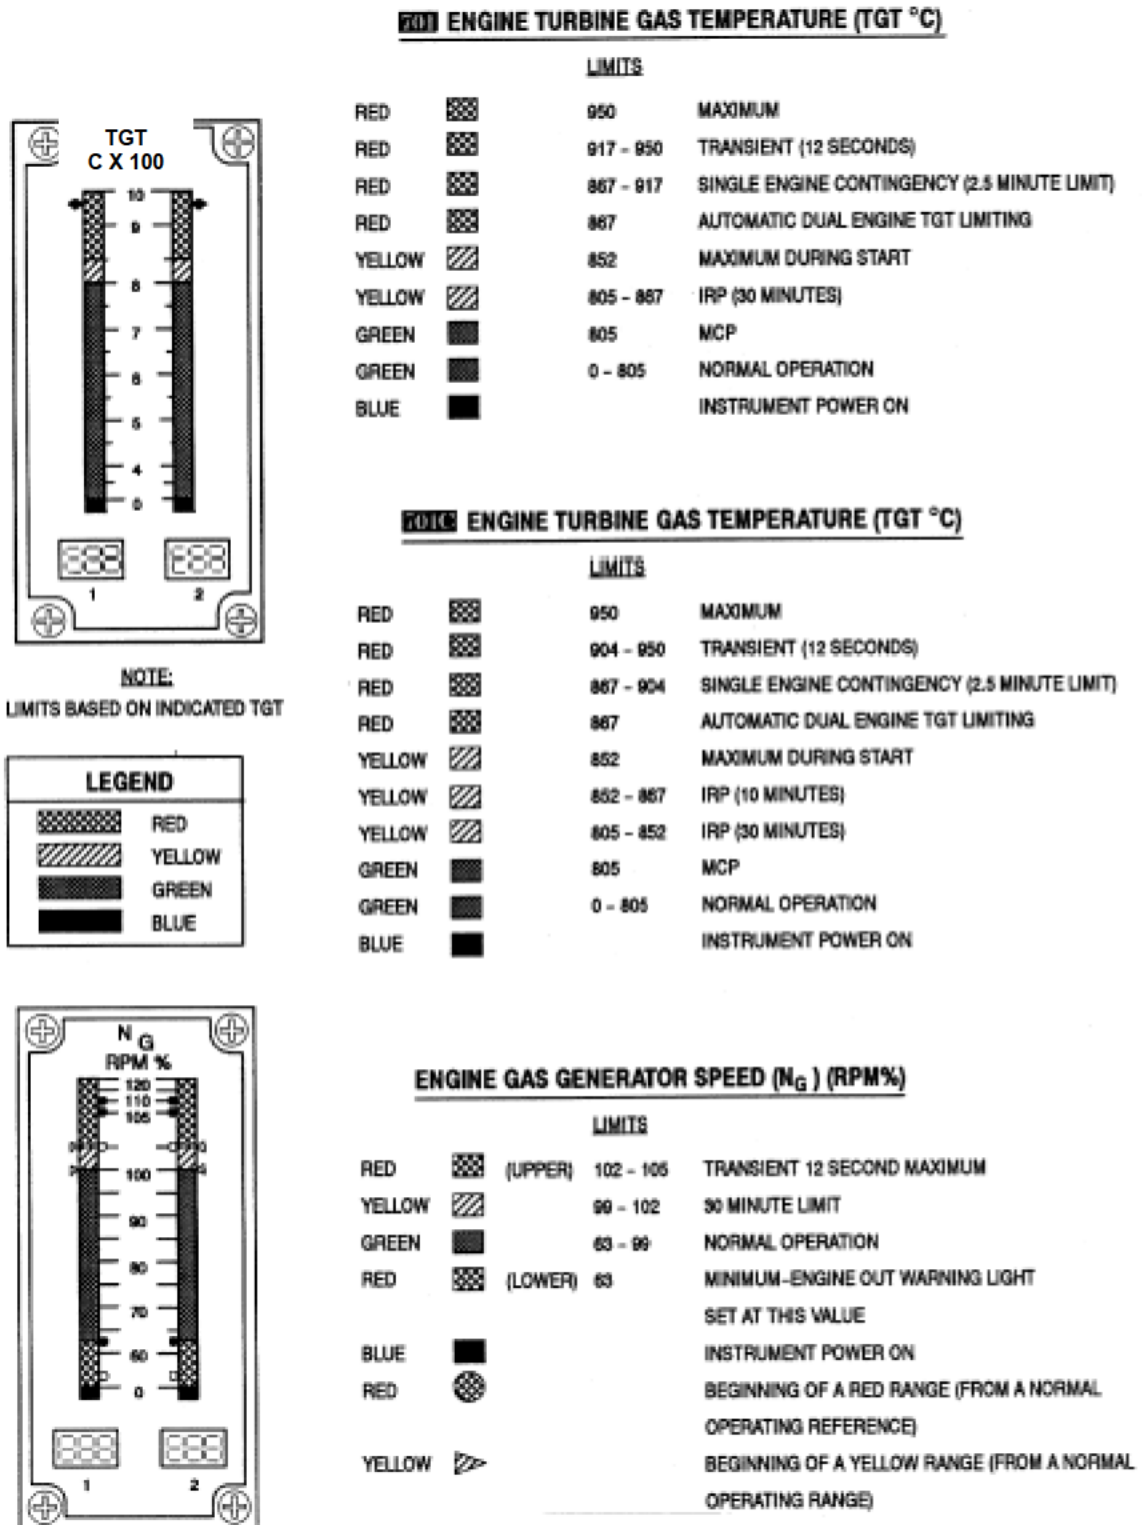 701 ENGINE TURBINE GAS TEMPERATURE (TGT °C)
LIMITS
RED 950 MAXIMUM
RED 917 - 950 TRANSIENT (12 SECONDS)
RED 867 - 917 SINGLE ENGINE CONTINGENCY (2.5 MINUTE LIMIT)
RED 867 AUTOMATIC DUAL ENGINE TGT LIMITING
YELLOW 852 MAXIMUM DURING START
YELLOW 805 - 867 IRP (30 MINUTES)
GREEN 805 MCP
GREEN 0 - 805 NORMAL OPERATION
BLUE INSTRUMENT POWER ON
TGT
C X 100
10
9
8
7
6
5
4
0
1 2
NOTE:
LIMITS BASED ON INDICATED TGT
LEGEND
RED
YELLOW
GREEN
BLUE
701C ENGINE TURBINE GAS TEMPERATURE (TGT °C)
LIMITS
RED 950 MAXIMUM
RED 904 - 950 TRANSIENT (12 SECONDS)
RED 867 - 904 SINGLE ENGINE CONTINGENCY (2.5 MINUTE LIMIT)
RED 867 AUTOMATIC DUAL ENGINE TGT LIMITING
YELLOW 852 MAXIMUM DURING START
YELLOW 852 - 867 IRP (10 MINUTES)
YELLOW 805 - 852 IRP (30 MINUTES)
GREEN 805 MCP
GREEN 0 - 805 NORMAL OPERATION
BLUE INSTRUMENT POWER ON
N G
RPM %
120
110
105
100
90
80
70
60
0
1 2
ENGINE GAS GENERATOR SPEED (NG) (RPM%)
LIMITS
RED (UPPER) 102 - 105 TRANSIENT 12 SECOND MAXIMUM
YELLOW 99 - 102 30 MINUTE LIMIT
GREEN 63 - 99 NORMAL OPERATION
RED (LOWER) 63 MINIMUM-ENGINE OUT WARNING LIGHT
SET AT THIS VALUE
BLUE INSTRUMENT POWER ON
RED BEGINNING OF A RED RANGE (FROM A NORMAL
OPERATING REFERENCE)
YELLOW BEGINNING OF A YELLOW RANGE (FROM A NORMAL
OPERATING RANGE)